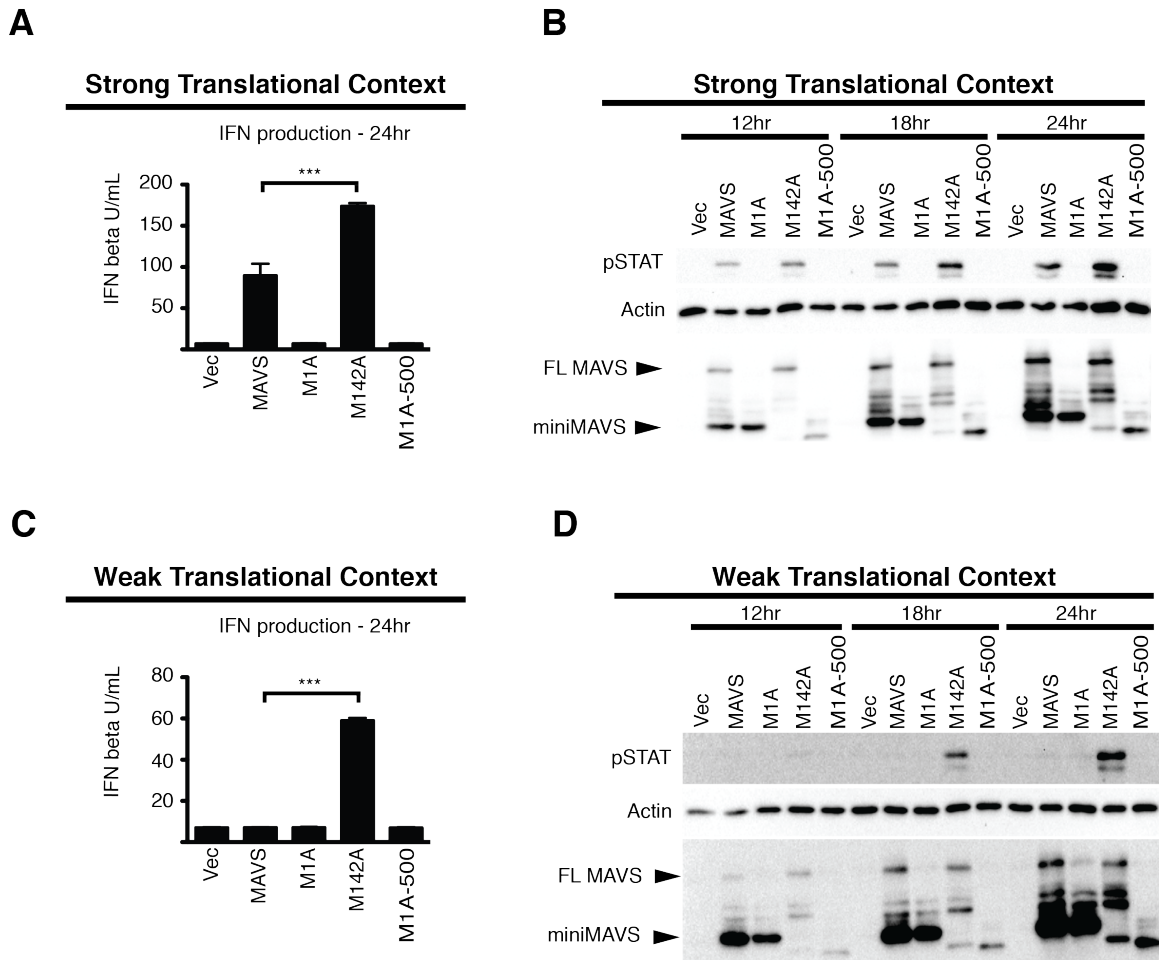 A
Strong Translational Context
IFN production - 24hr
IFN beta U/mL
200
150
100
50
***
Vec
MAVS
M1A
M142A
M1A-500
B
Strong Translational Context
12hr 18hr 24hr
Vec MAVS M1A M142A M1A-500 Vec MAVS M1A M142A M1A-500 Vec MAVS M1A M142A M1A-500
pSTAT
Actin
FL MAVS
miniMAVS
C
Weak Translational Context
IFN production - 24hr
IFN beta U/mL
80
60
40
20
***
Vec
MAVS
M1A
M142A
M1A-500
D
Weak Translational Context
12hr 18hr 24hr
Vec MAVS M1A M142A M1A-500 Vec MAVS M1A M142A M1A-500 Vec MAVS M1A M142A M1A-500
pSTAT
Actin
FL MAVS
miniMAVS